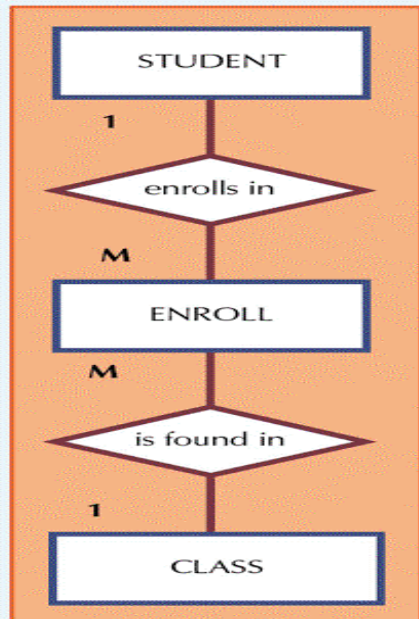 STUDENT
1
enrolls in
M
ENROLL
M
is found in
1
CLASS